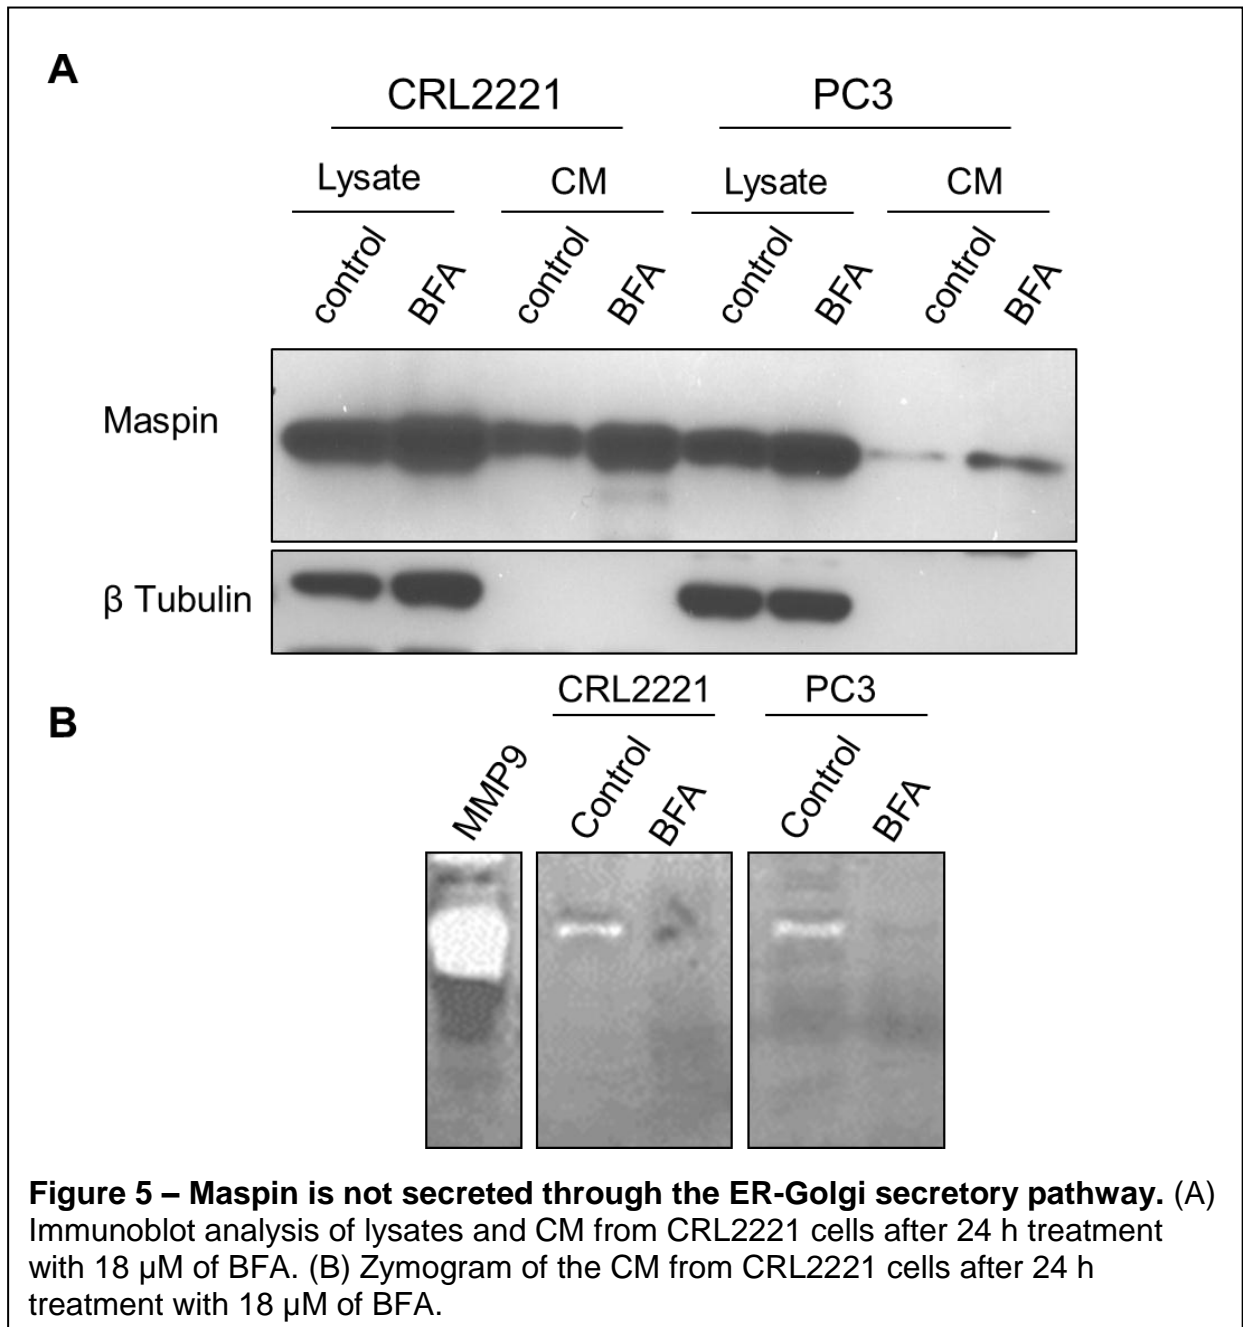 A
CRL2221 PC3
Lysate CM Lysate CM
control BFA control BFA control BFA control BFA
Maspin
β Tubulin
B
CRL2221 PC3
MMP9 Control BFA Control BFA
Figure 5 – Maspin is not secreted through the ER-Golgi secretory pathway. (A)
Immunoblot analysis of lysates and CM from CRL2221 cells after 24 h treatment
with 18 µM of BFA. (B) Zymogram of the CM from CRL2221 cells after 24 h
treatment with 18 µM of BFA.